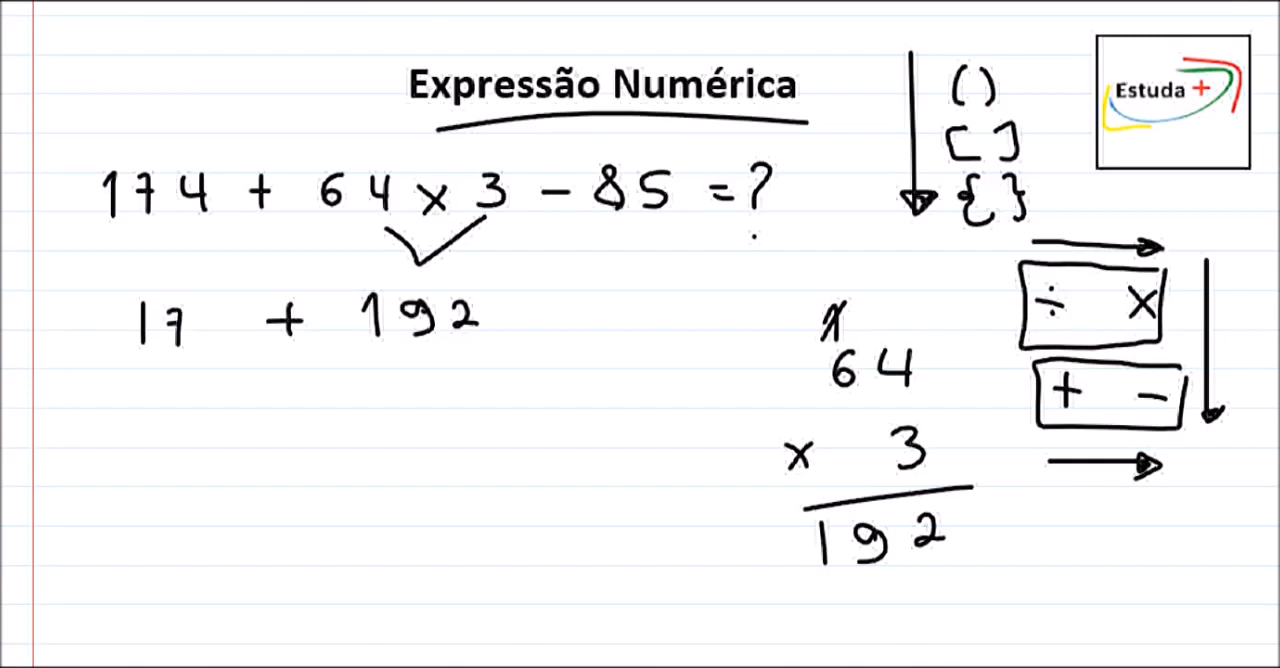 Expressão Numérica
174 + 64 x 3 - 85 = ?
17 + 192
1
64
x 3
192
( )
[ ]
{ }
÷ x
+ -
Estuda +